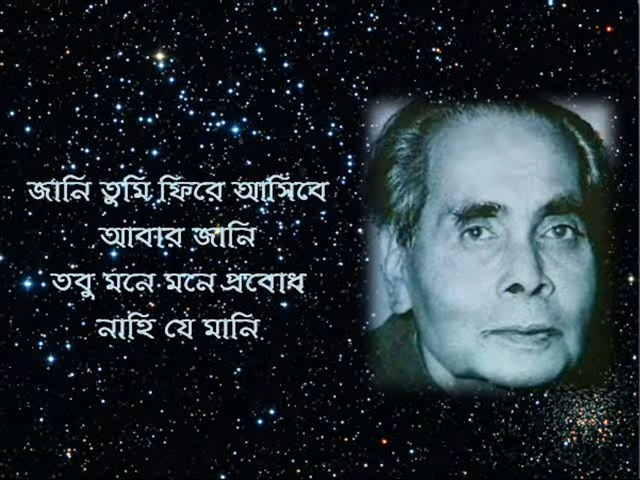 জানি তুমি ফিরে আসিবে
আবার জানি
তবু মনে মনে প্রবোধ
নাহি যে মানি